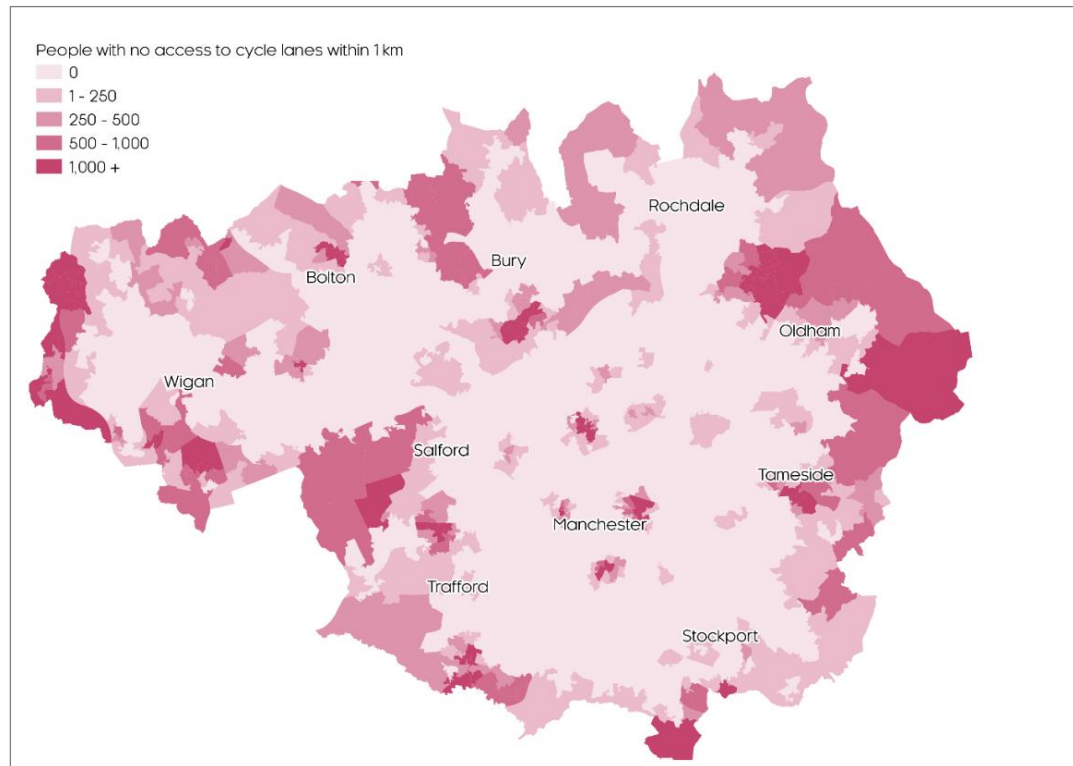 People with no access to cycle lanes within 1 km
0
1 - 250
250 - 500
500 - 1,000
1,000 +
Rochdale
Bury
Bolton
Oldham
Wigan
Salford
Tameside
Manchester
Trafford
Stockport